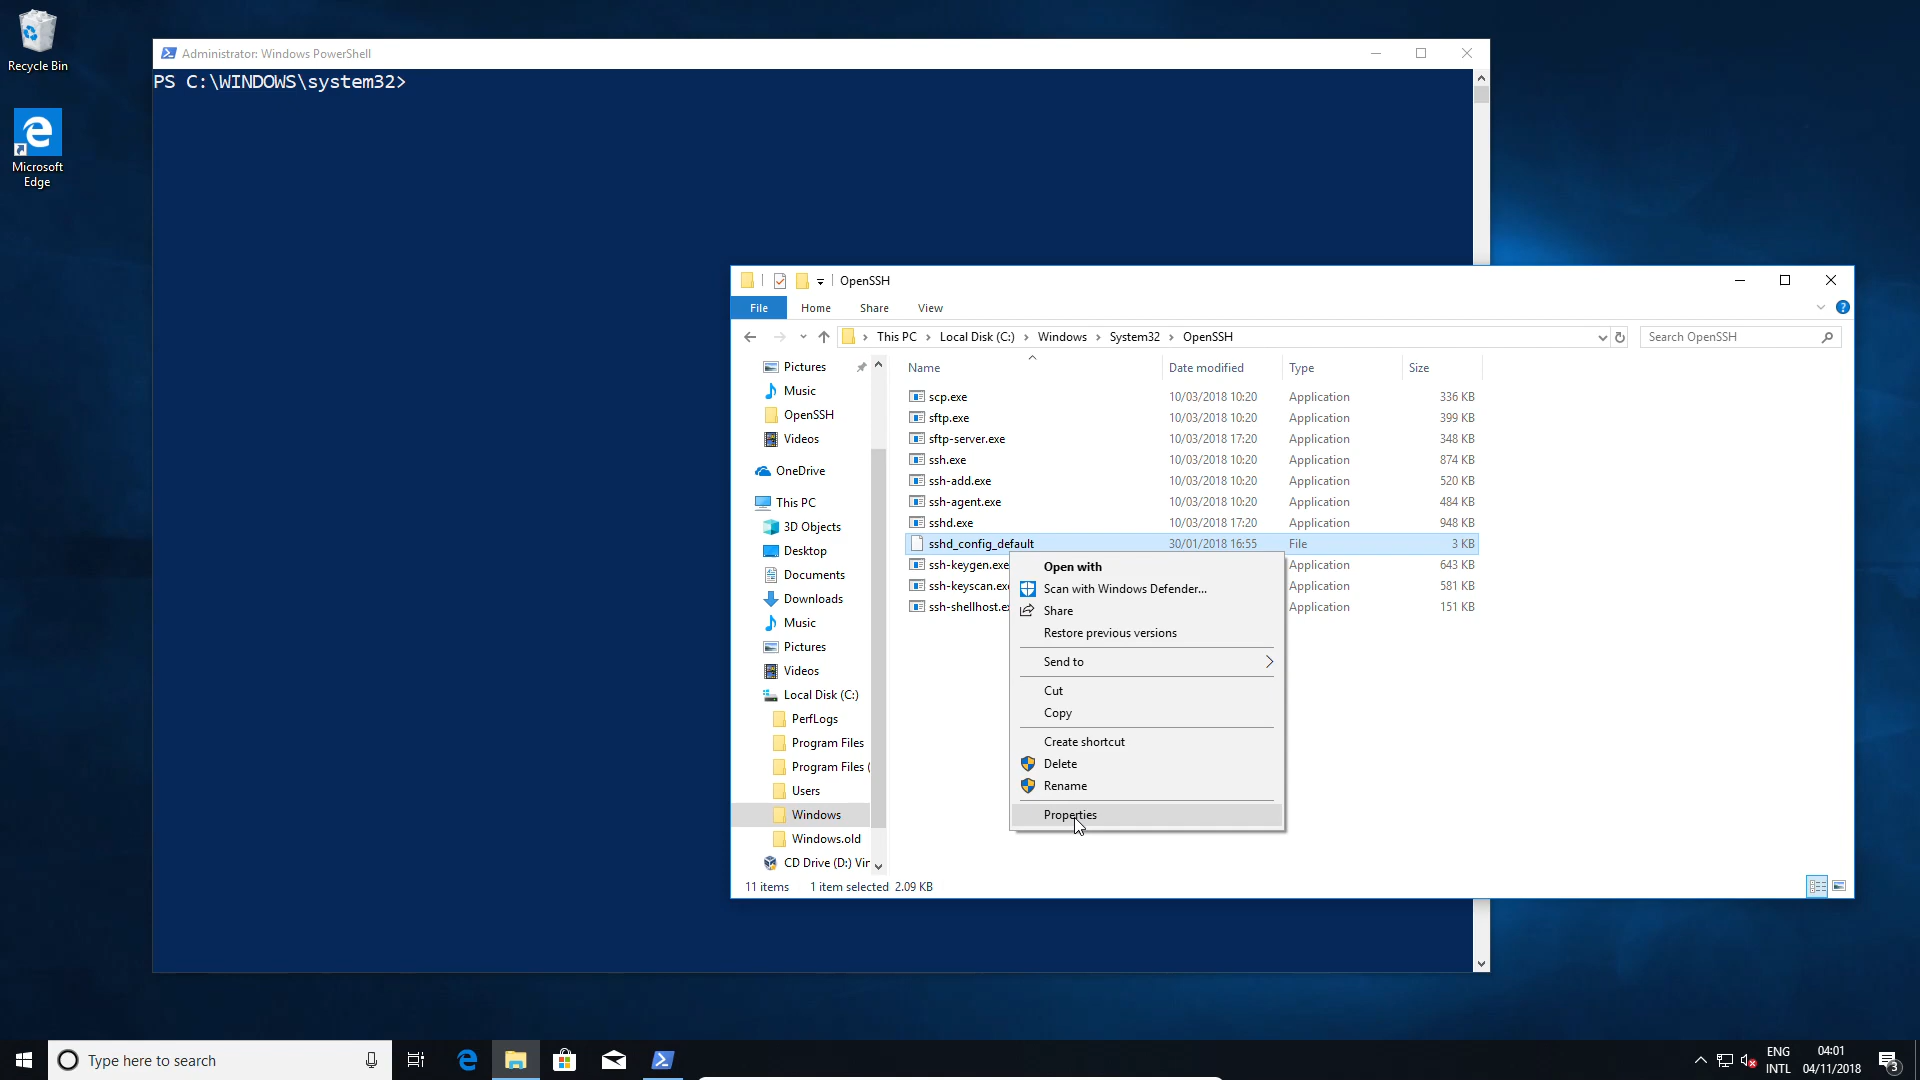 Recycle Bin
Microsoft
Edge
Administrator: Windows PowerShell
PS C:\WINDOWS\system32>
OpenSSH
File Home Share View
This PC Local Disk (C:) Windows System32 OpenSSH
Search OpenSSH
Pictures
Music
OpenSSH
Videos
OneDrive
This PC
3D Objects
Desktop
Documents
Downloads
Music
Pictures
Videos
Local Disk (C:)
PerfLogs
Program Files
Program Files (
Users
Windows
Windows.old
CD Drive (D:) Vir
Name Date modified Type Size
scp.exe 10/03/2018 10:20 Application 336 KB
sftp.exe 10/03/2018 10:20 Application 399 KB
sftp-server.exe 10/03/2018 17:20 Application 348 KB
ssh.exe 10/03/2018 10:20 Application 874 KB
ssh-add.exe 10/03/2018 10:20 Application 520 KB
ssh-agent.exe 10/03/2018 10:20 Application 484 KB
sshd.exe 10/03/2018 17:20 Application 948 KB
sshd_config_default 30/01/2018 16:55 File 3 KB
ssh-keygen.exe Application 643 KB
ssh-keyscan.exe Application 581 KB
ssh-shellhost.ex Application 151 KB
Open with
Scan with Windows Defender...
Share
Restore previous versions
Send to
Cut
Copy
Create shortcut
Delete
Rename
Properties
11 items 1 item selected 2.09 KB
Type here to search
ENG
INTL
04:01
04/11/2018
3